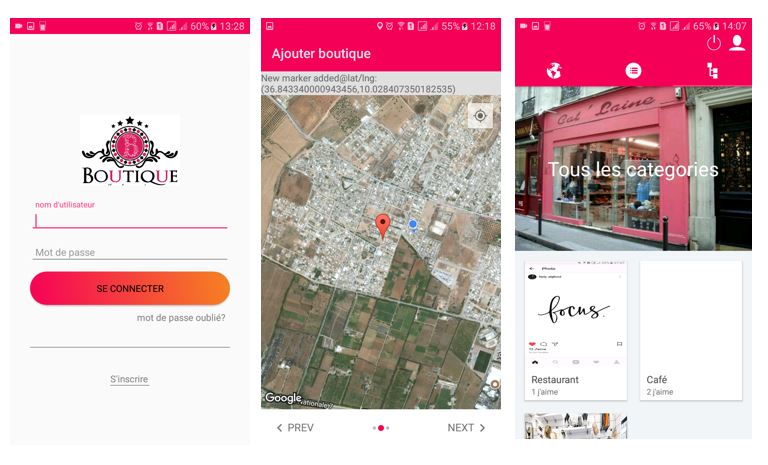 60% 13:28
BOUTIQUE
nom d'utilisateur
Mot de passe
SE CONNECTER
mot de passe oublié?
S'inscrire
55% 12:18
Ajouter boutique
New marker added@lat/lng:
(36.843340000943456,10.028407350182535)
Google
PREV
NEXT
65% 14:07
Cat' Laine
Tous les categories
Photo
focus.
Restaurant
1 j'aime
Café
2 j'aime